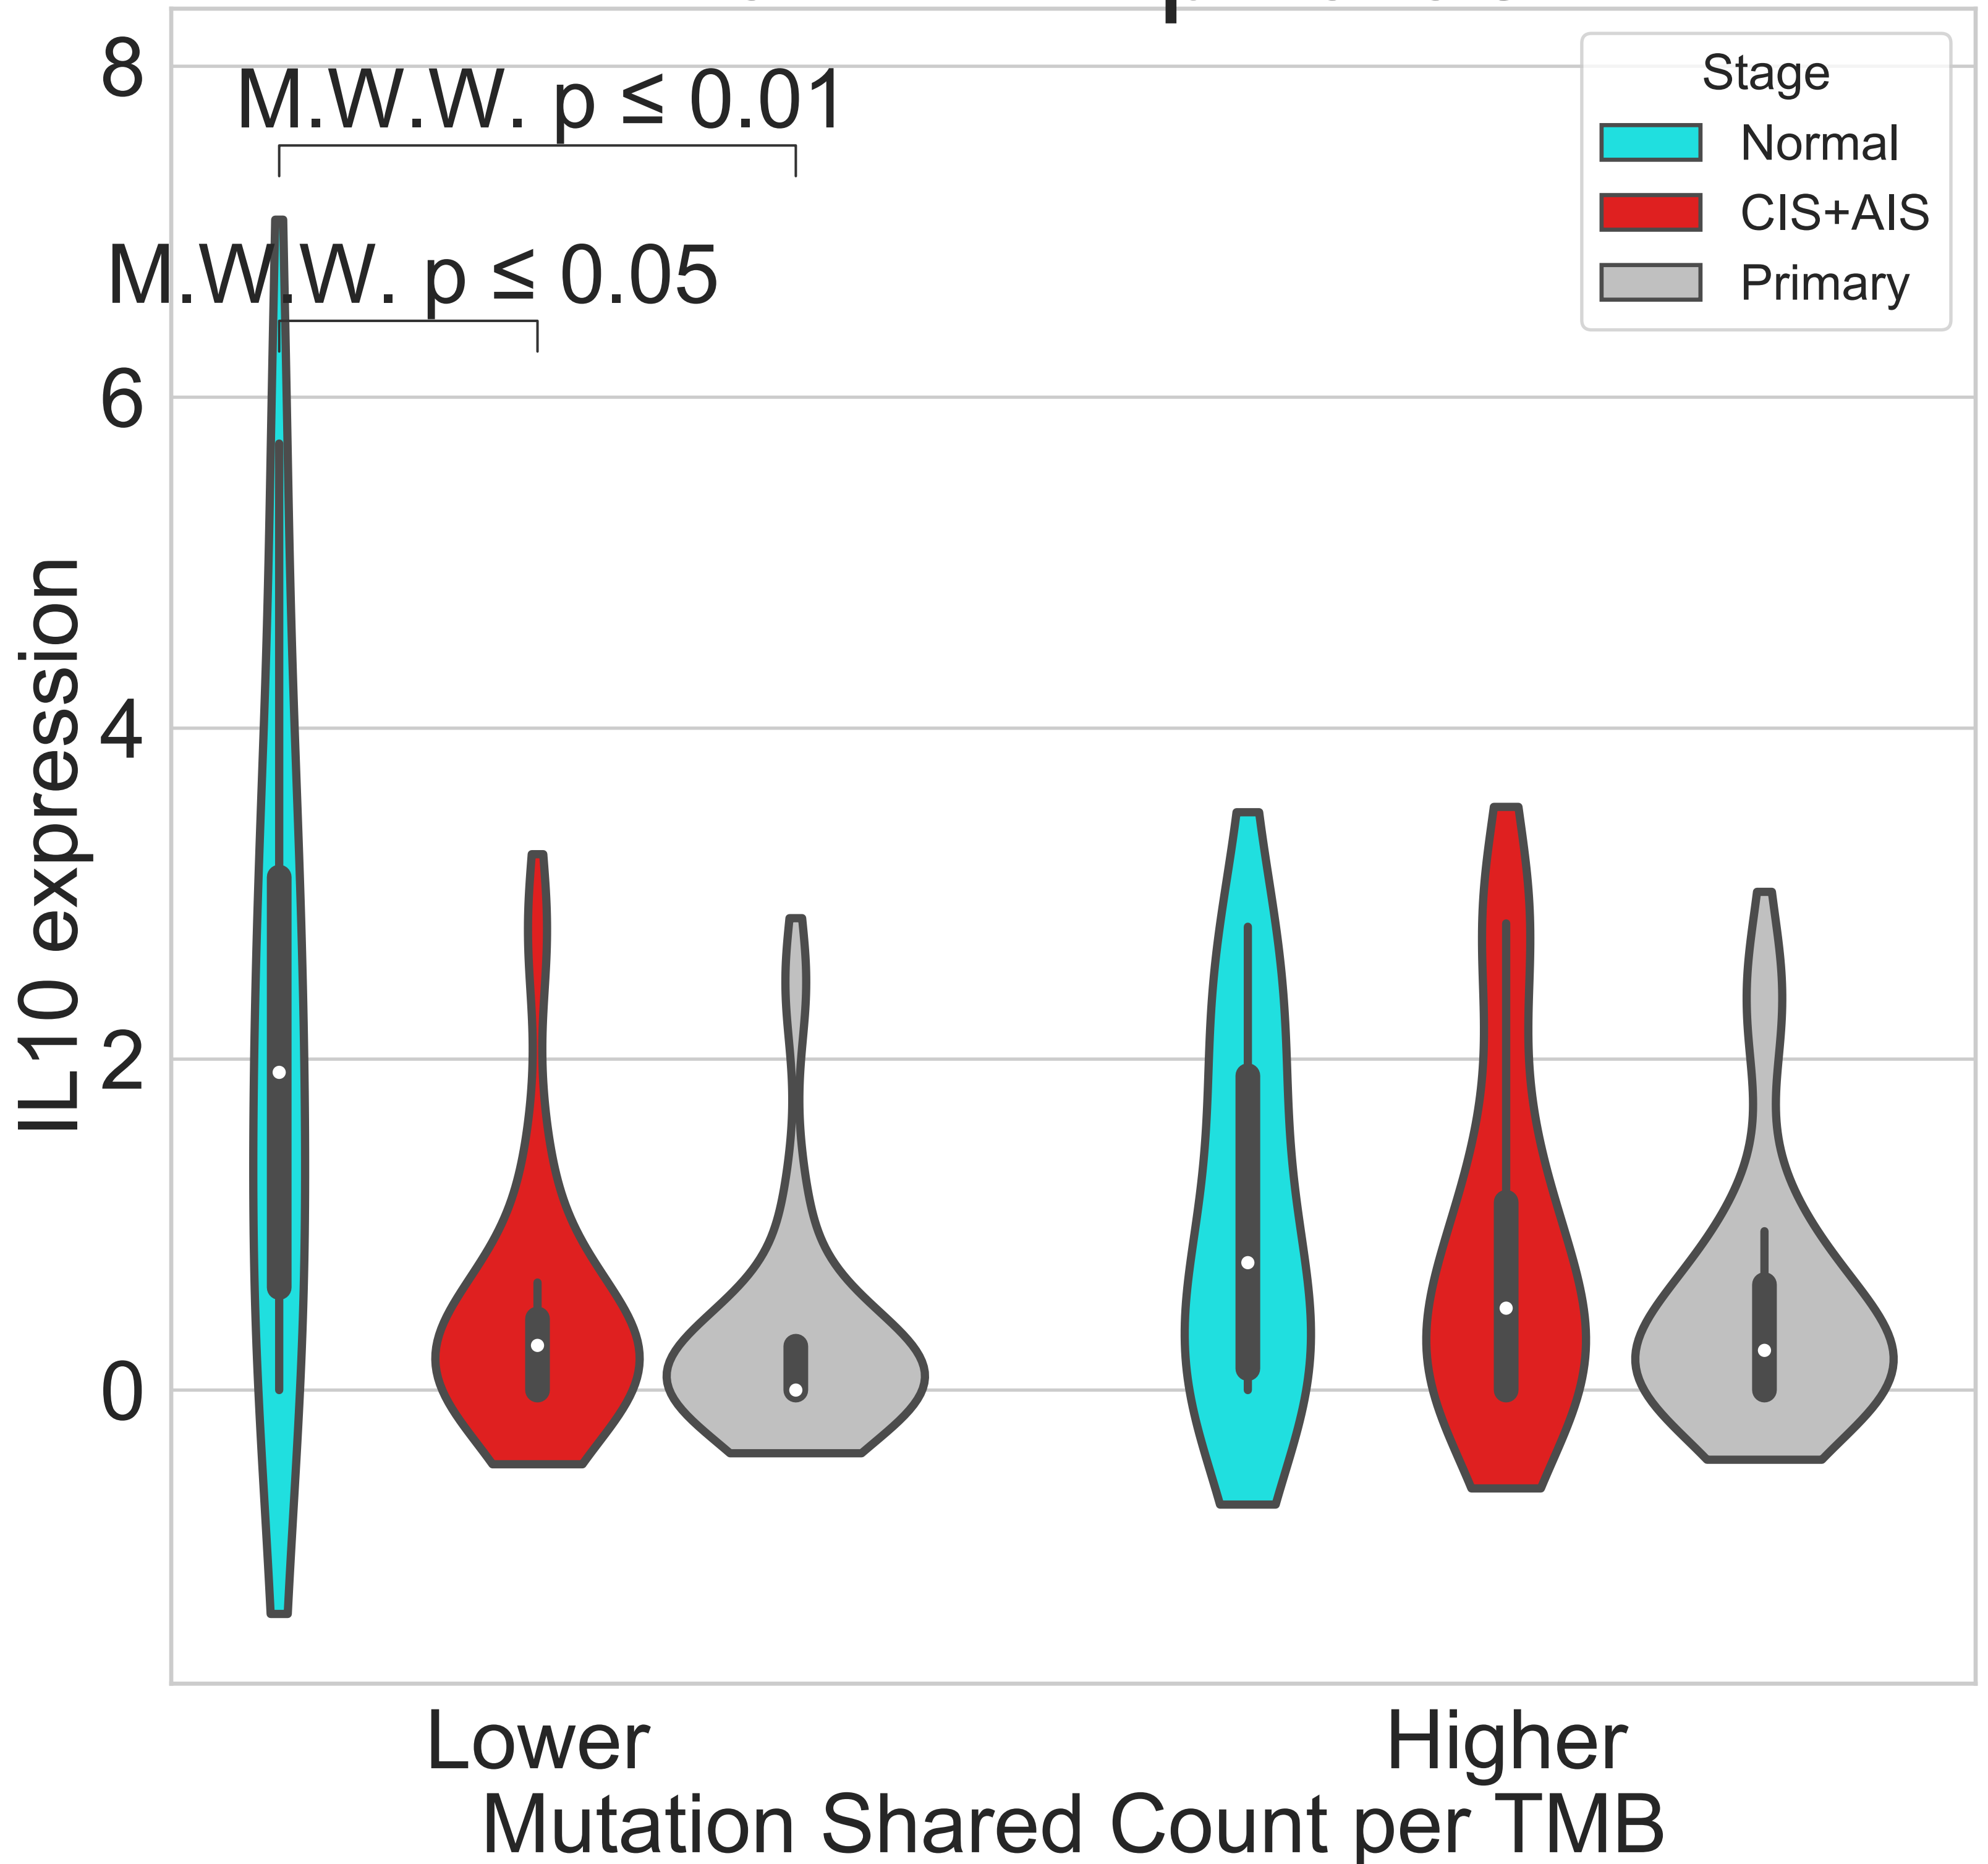 M.W.W. p ≤ 0.01
M.W.W. p ≤ 0.05
Stage
Normal
CIS+AIS
Primary
8
6
4
2
0
IL10 expression
Lower
Higher
Mutation Shared Count per TMB